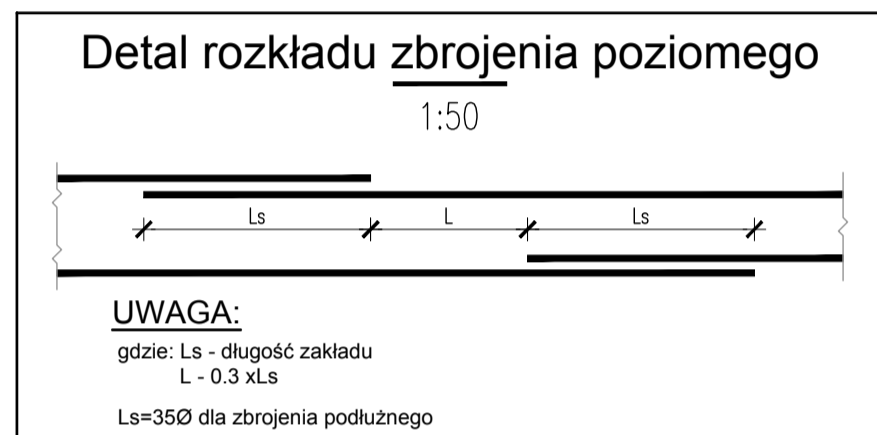 Detal rozkładu zbrojenia poziomego
1:50
Ls L Ls
UWAGA:
gdzie: Ls - długość zakładu
L - 0.3 xLs
Ls=35Ø dla zbrojenia podłużnego